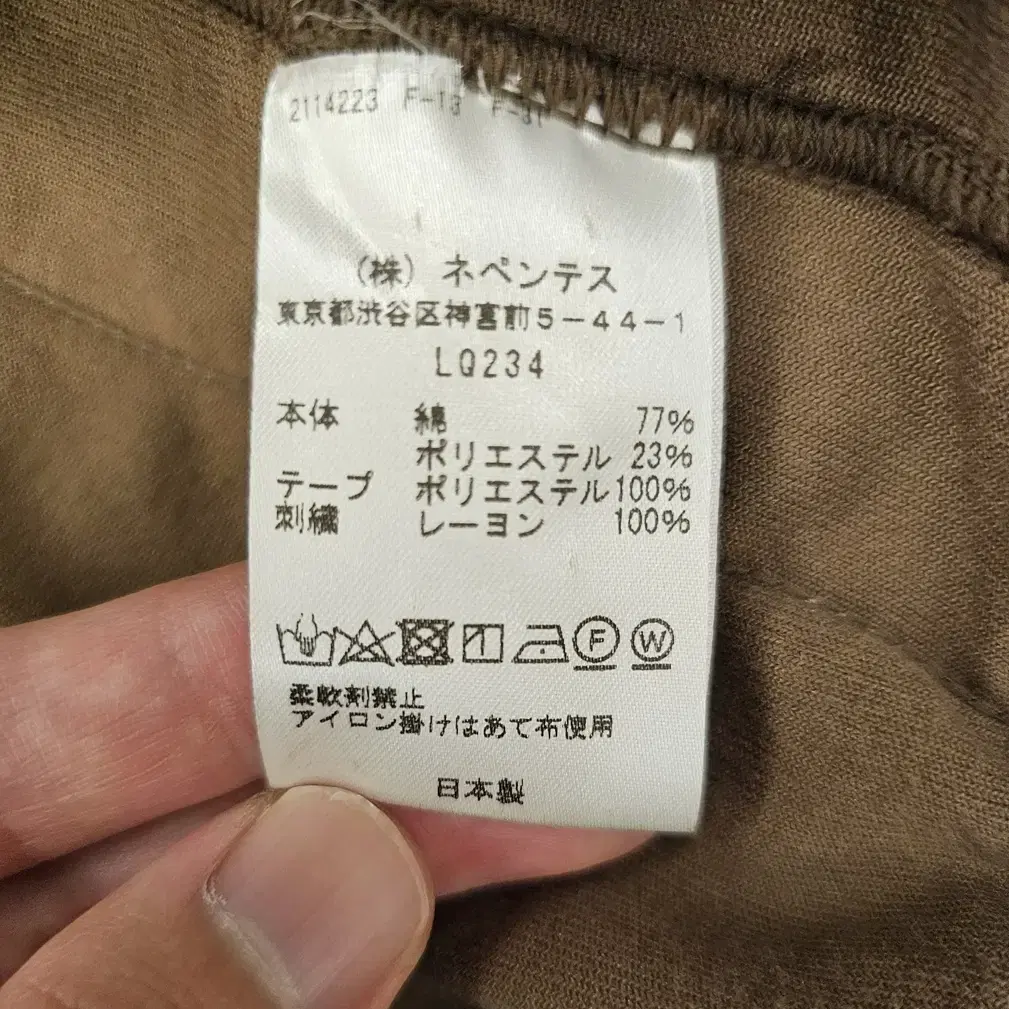 2114223 F-13 F-31
(株) ネペンテス
東京都渋谷区神宮前5-44-1
LQ234
本体 綿 77%
ポリエステル 23%
テープ ポリエステル 100%
刺繍 レーヨン 100%
F W
柔軟剤禁止
アイロン掛けはあて布使用
日本製